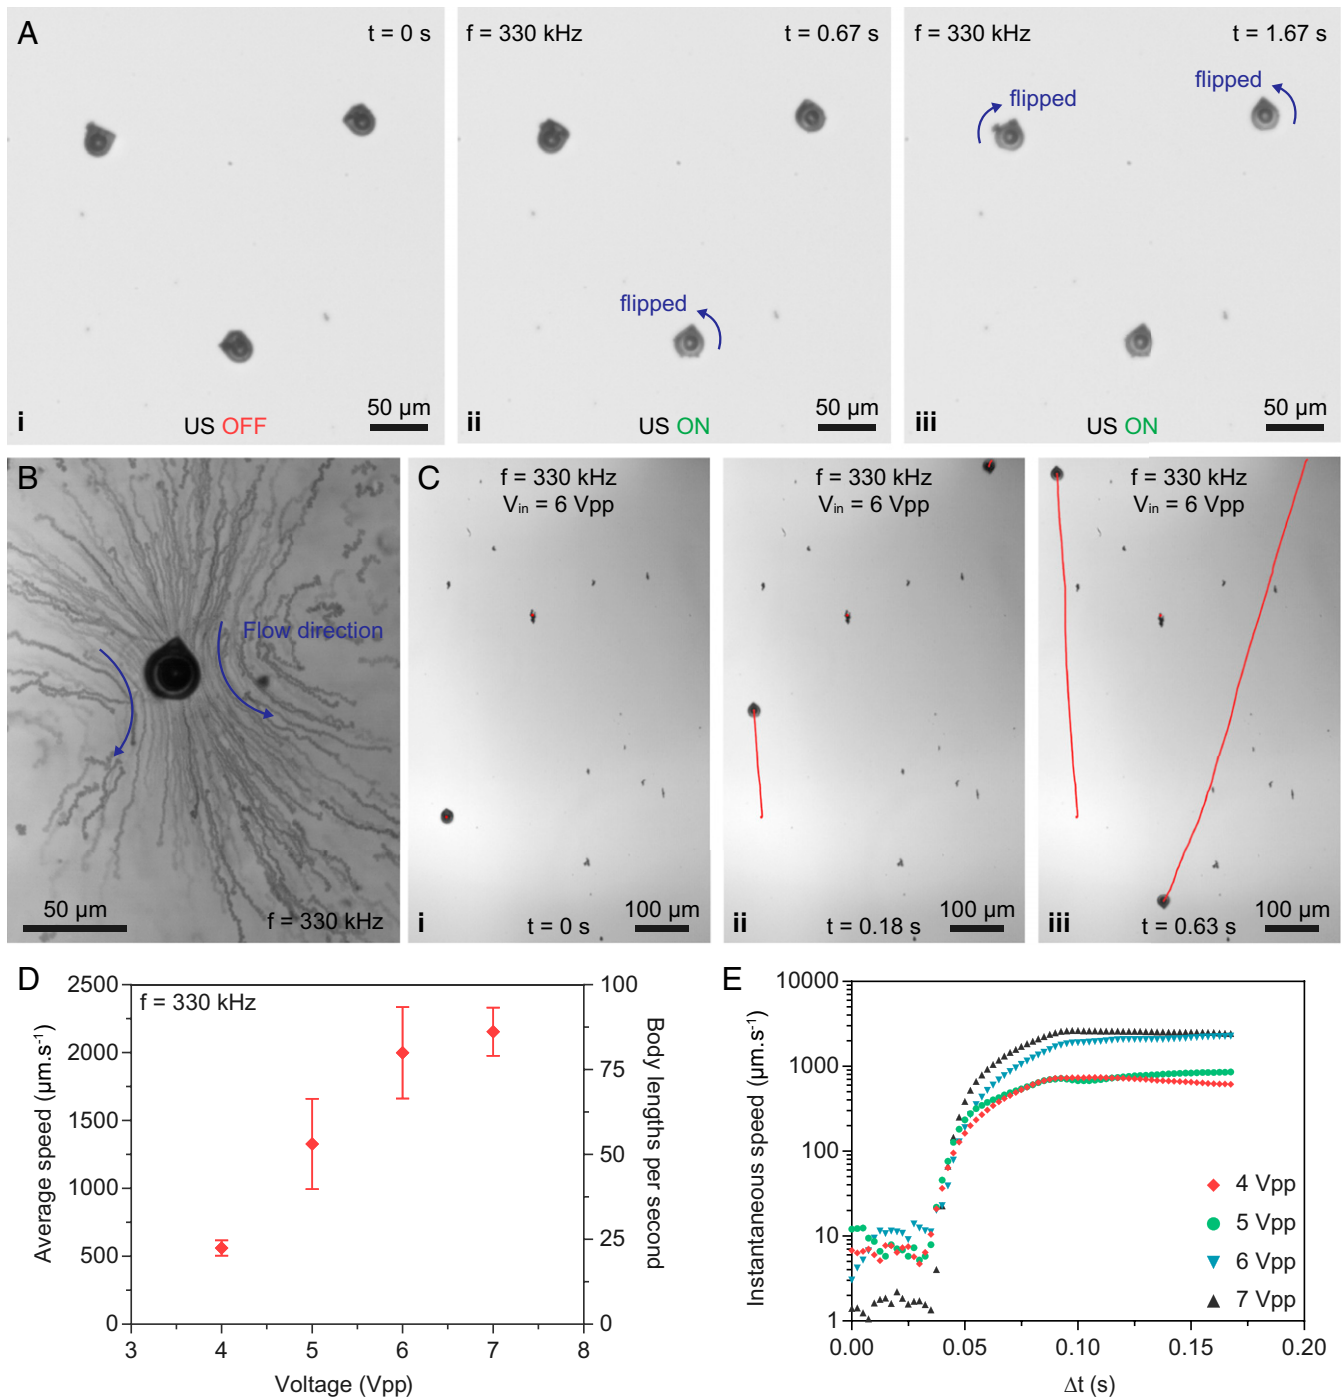 A
t = 0 s
i
US OFF
50 µm
f = 330 kHz
t = 0.67 s
flipped
ii
US ON
50 µm
f = 330 kHz
t = 1.67 s
flipped
flipped
iii
US ON
50 µm
B
Flow direction
50 µm
f = 330 kHz
C
f = 330 kHz
Vin = 6 Vpp
i
t = 0 s
100 µm
f = 330 kHz
Vin = 6 Vpp
ii
t = 0.18 s
100 µm
f = 330 kHz
Vin = 6 Vpp
iii
t = 0.63 s
100 µm
D
f = 330 kHz
Average speed (µm.s⁻¹)
2500
2000
1500
1000
500
0
100
75
50
25
0
Body lengths per second
3 4 5 6 7 8
Voltage (Vpp)
E
Instantaneous speed (µm.s⁻¹)
10000
1000
100
10
1
4 Vpp
5 Vpp
6 Vpp
7 Vpp
0.00 0.05 0.10 0.15 0.20
Δt (s)